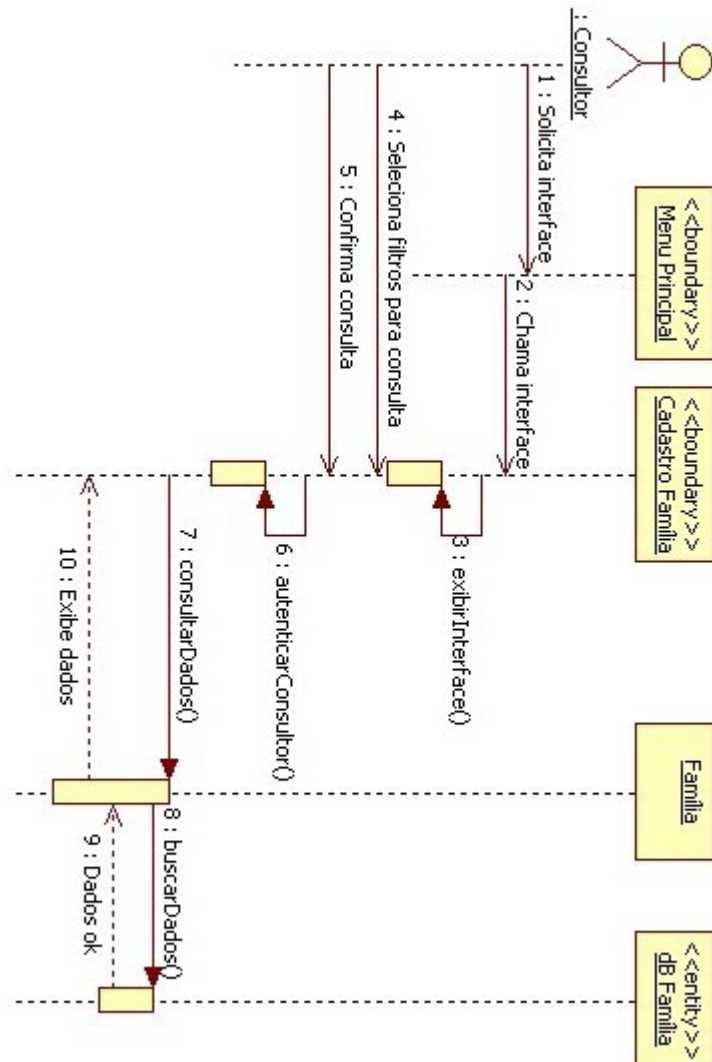 : Consultor
<<boundary>>
Menu Principal
<<boundary>>
Cadastro Família
Família
<<entity>>
dB Família
1 : Solicita interface
2 : Chama interface
3 : exibirInterface()
4 : Seleciona filtros para consulta
5 : Confirma consulta
6 : autenticarConsultor()
7 : consultarDados()
8 : buscarDados()
9 : Dados ok
10 : Exibe dados